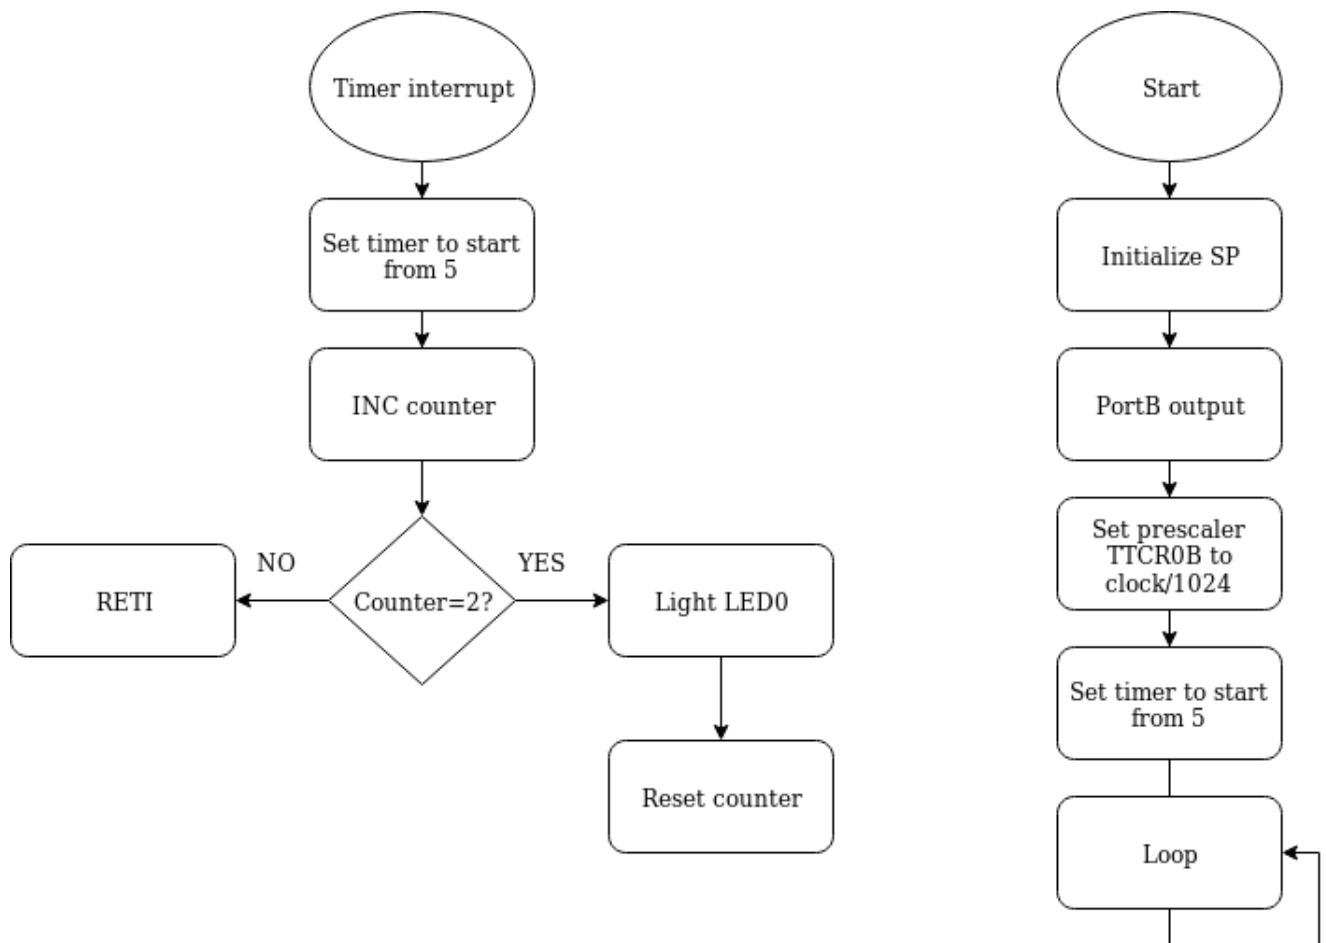 Timer interrupt
Set timer to start
from 5
INC counter
Counter=2?
NO
YES
RETI
Light LED0
Reset counter
Start
Initialize SP
PortB output
Set prescaler
TTCR0B to
clock/1024
Set timer to start
from 5
Loop